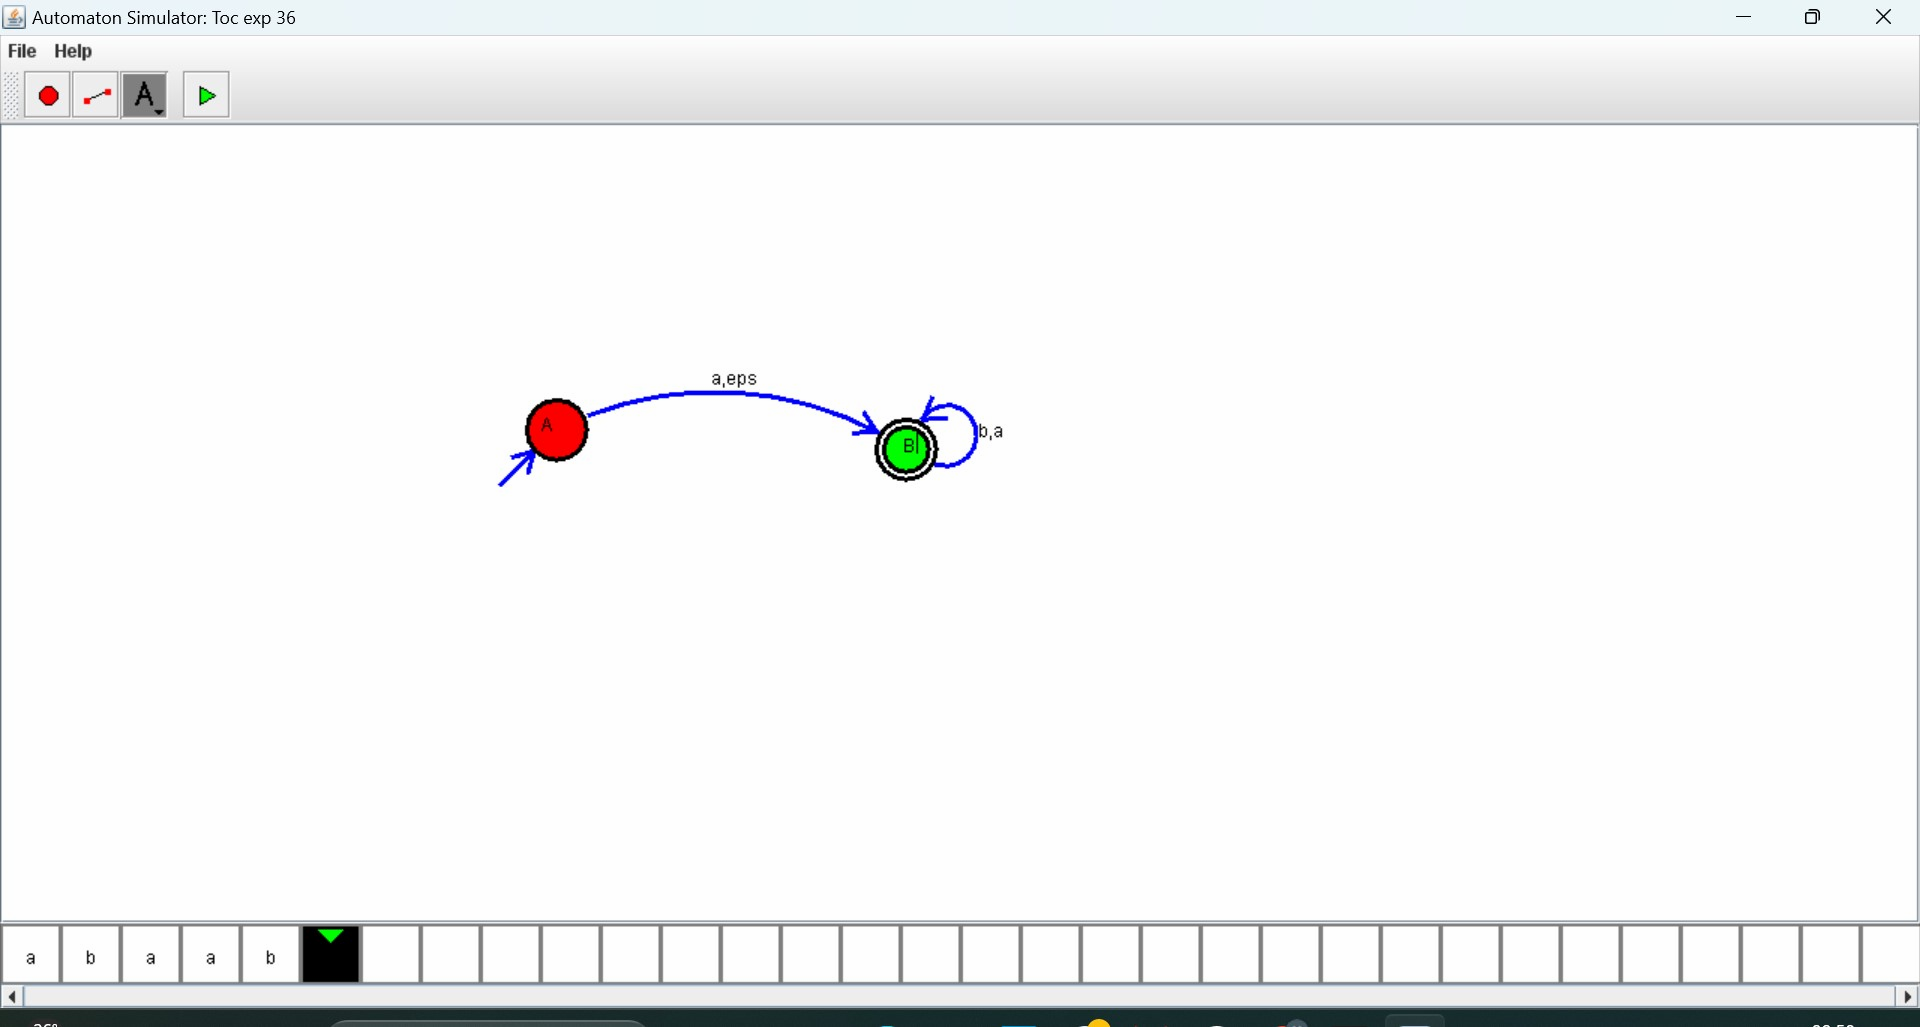 Automaton Simulator: Toc exp 36
File Help
A
a,eps
A
B
b,a
a b a a b